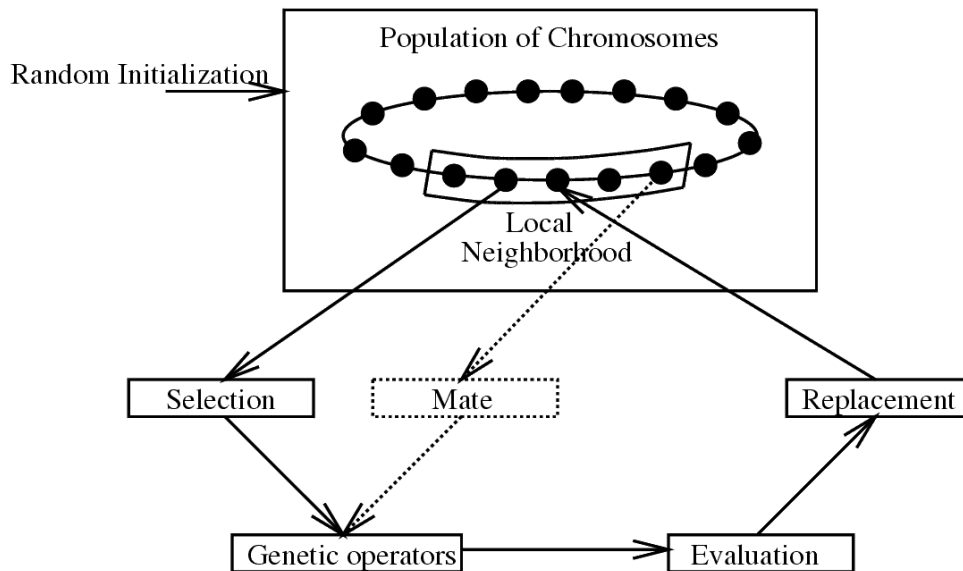 Population of Chromosomes
Random Initialization
Local
Neighborhood
Selection
Mate
Replacement
Genetic operators
Evaluation